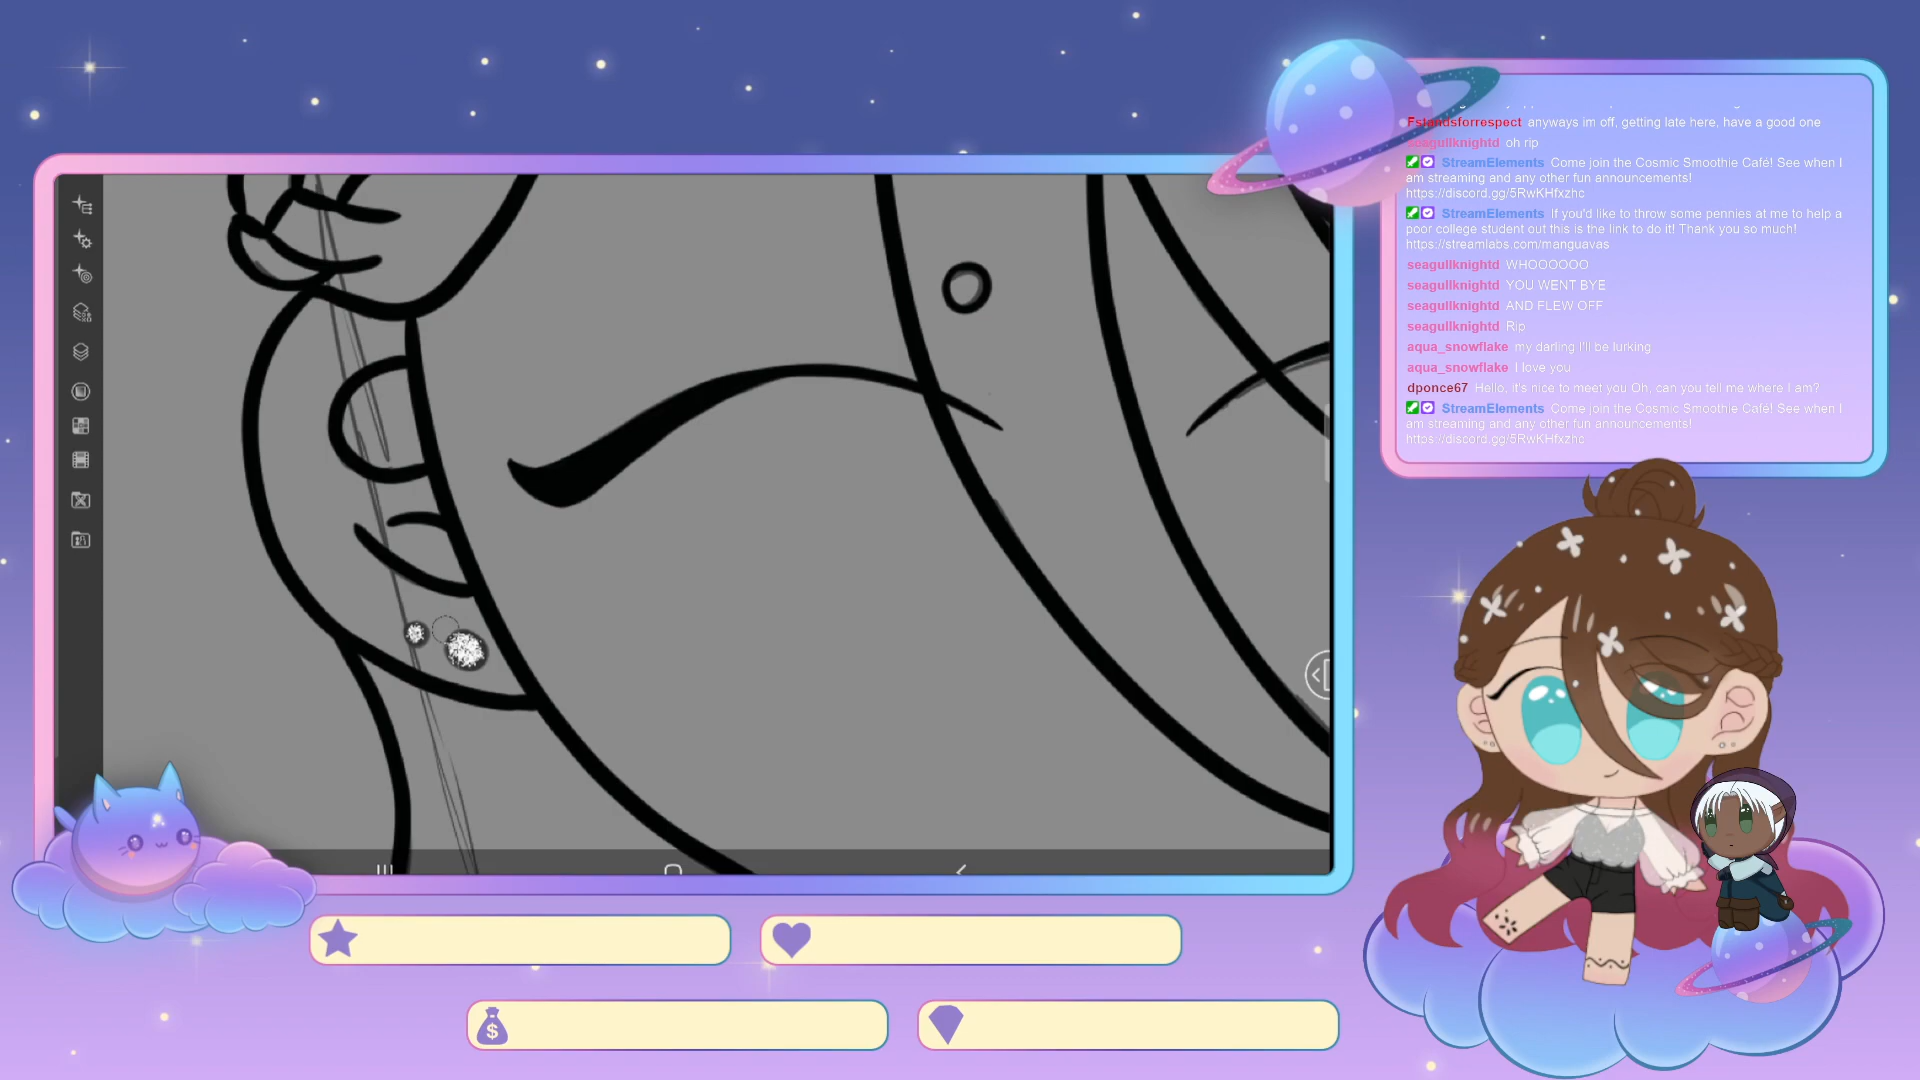 Fstandsforrespect anyways im off, getting late here, have a good one
seagullknightd oh rip
StreamElements Come join the Cosmic Smoothie Café! See when I
am streaming and any other fun announcements!
https://discord.gg/5RwKHfxzhc
StreamElements If you'd like to throw some pennies at me to help a
poor college student out this is the link to do it! Thank you so much!
https://streamlabs.com/manguavas
seagullknightd WHOOOOOO
seagullknightd YOU WENT BYE
seagullknightd AND FLEW OFF
seagullknightd Rip
aqua_snowflake my darling I'll be lurking
aqua_snowflake I love you
dponce67 Hello, it's nice to meet you Oh, can you tell me where I am?
StreamElements Come join the Cosmic Smoothie Café! See when I
am streaming and any other fun announcements!
https://discord.gg/5RwKHfxzhc